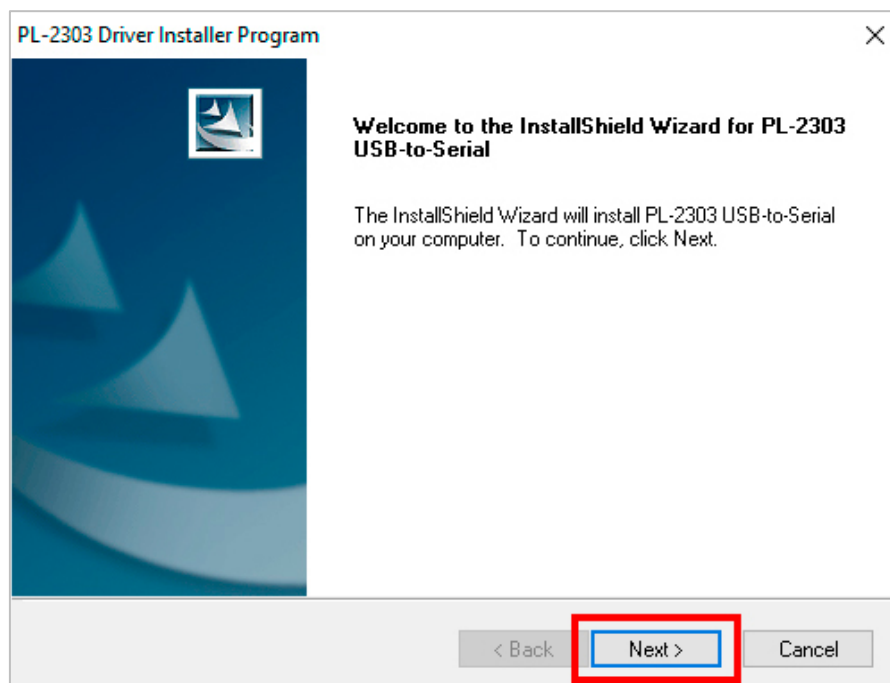 PL-2303 Driver Installer Program
Welcome to the InstallShield Wizard for PL-2303
USB-to-Serial
The InstallShield Wizard will install PL-2303 USB-to-Serial
on your computer.  To continue, click Next.
< Back Next > Cancel